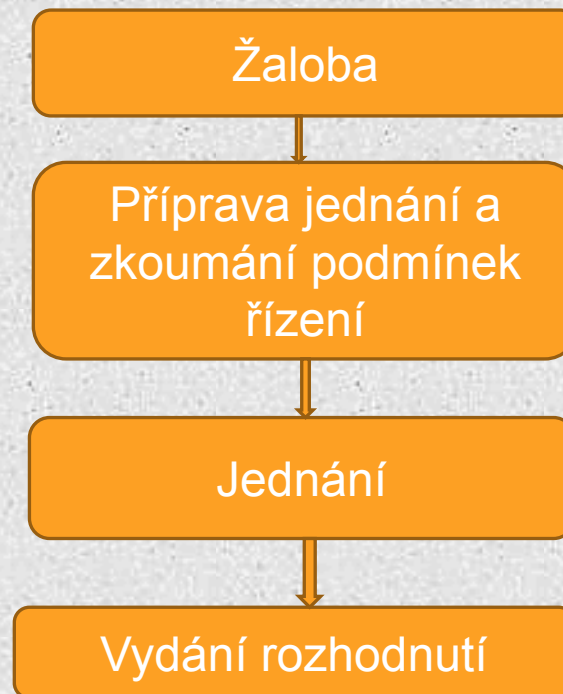 Žaloba
Příprava jednání a
zkoumání podmínek
řízení
Jednání
Vydání rozhodnutí